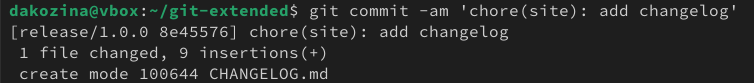 dakozina@vbox:~/git-extended$ git commit -am 'chore(site): add changelog'
[release/1.0.0 8e45576] chore(site): add changelog
 1 file changed, 9 insertions(+)
 create mode 100644 CHANGELOG.md